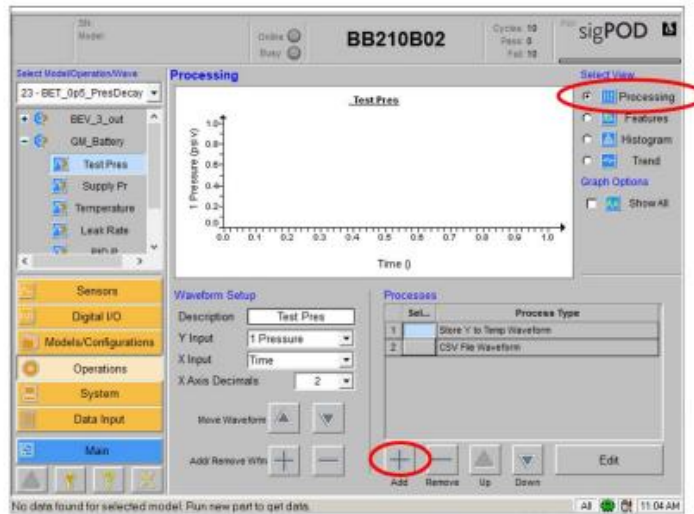 SN:
Model:
Online
Busy
BB210B02
Cycles 10
Pass 0
Fail 10
sigPOD
Select Model/Operation/Wave
23 - BET_0p5_PresDecay
BEV_3_out
GM_Battery
Test Pres
Supply Pr
Temperature
Leak Rate
Processing
Test Pres
1 Pressure (psi v)
1.0
0.8
0.6
0.4
0.2
0.0
0.0 0.1 0.2 0.3 0.4 0.5 0.6 0.7 0.8 0.9 1.0
Time ()
Select View
Processing
Features
Histogram
Trend
Graph Options
Show All
Sensors
Digital I/O
Models/Configurations
Operations
System
Data Input
Main
Waveform Setup
Description Test Pres
Y Input 1 Pressure
X Input Time
X Axis Decimals 2
Move Waveform
Add/Remove Wfm
Processes
Sel... Process Type
1 Store Y to Temp Waveform
2 CSV File Waveform
Add Remove Up Down
Edit
No data found for selected model. Run new part to get data.
All 11:04 AM